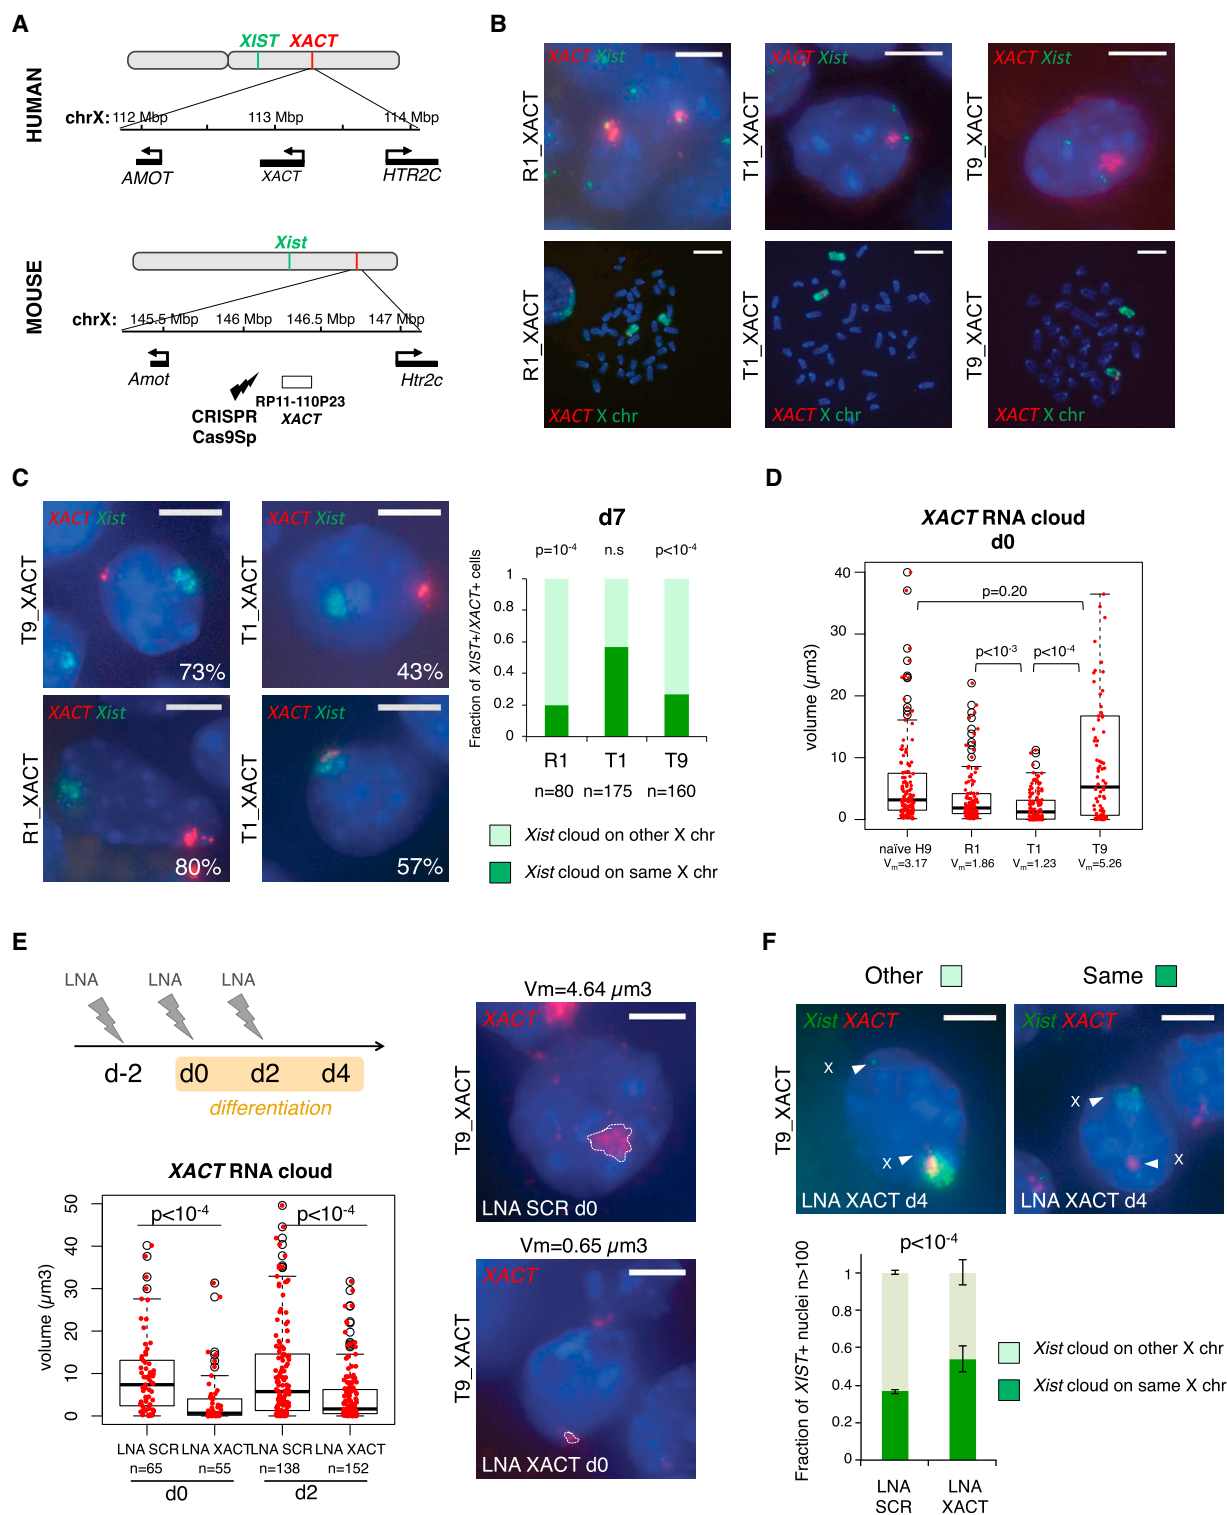 A
HUMAN
XIST XACT
chrX: 112 Mbp 113 Mbp 114 Mbp
AMOT XACT HTR2C
MOUSE
Xist
chrX: 145.5 Mbp 146 Mbp 146.5 Mbp 147 Mbp
Amot Htr2c
CRISPR
Cas9Sp
RP11-110P23
XACT
B
R1_XACT
XACT Xist
T1_XACT
XACT Xist
T9_XACT
XACT Xist
R1_XACT
XACT X chr
T1_XACT
XACT X chr
T9_XACT
XACT X chr
C
T9_XACT
XACT Xist
73%
T1_XACT
XACT Xist
43%
R1_XACT
XACT Xist
80%
T1_XACT
XACT Xist
57%
d7
p=10-4 n.s p<10-4
Fraction of XIST+/XACT+ cells
1
0.8
0.6
0.4
0.2
0
R1 T1 T9
n=80 n=175 n=160
Xist cloud on other X chr
Xist cloud on same X chr
D
XACT RNA cloud
d0
volume (µm3)
40
30
20
10
0
p=0.20
p<10-3 p<10-4
naïve H9 R1 T1 T9
Vm=3.17 Vm=1.86 Vm=1.23 Vm=5.26
E
LNA LNA LNA
d-2 d0 d2 d4
differentiation
XACT RNA cloud
volume (µm3)
50
40
30
20
10
0
p<10-4 p<10-4
LNA SCR LNA XACT LNA SCR LNA XACT
n=65 n=55 n=138 n=152
d0 d2
Vm=4.64 µm3
T9_XACT
XACT
LNA SCR d0
Vm=0.65 µm3
T9_XACT
XACT
LNA XACT d0
F
Other Same
T9_XACT
Xist XACT
X
X
LNA XACT d4
Xist XACT
X
X
LNA XACT d4
p<10-4
Fraction of XIST+ nuclei n>100
1
0.8
0.6
0.4
0.2
0
LNA SCR
LNA XACT
Xist cloud on other X chr
Xist cloud on same X chr